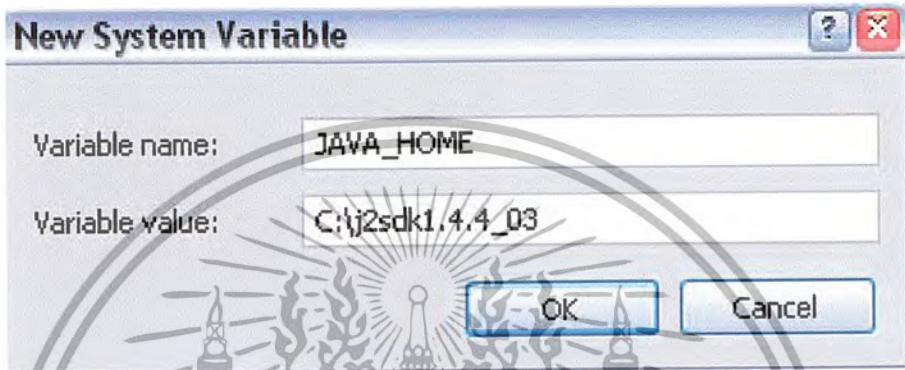 New System Variable
Variable name: JAVA_HOME
Variable value: C:\j2sdk1.4.4_03
OK Cancel